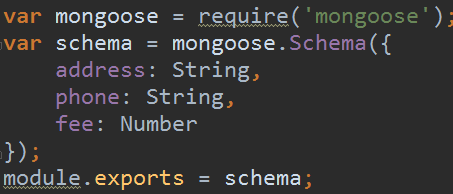 var mongoose = require('mongoose');
var schema = mongoose.Schema({
    address: String,
    phone: String,
    fee: Number
});
module.exports = schema;